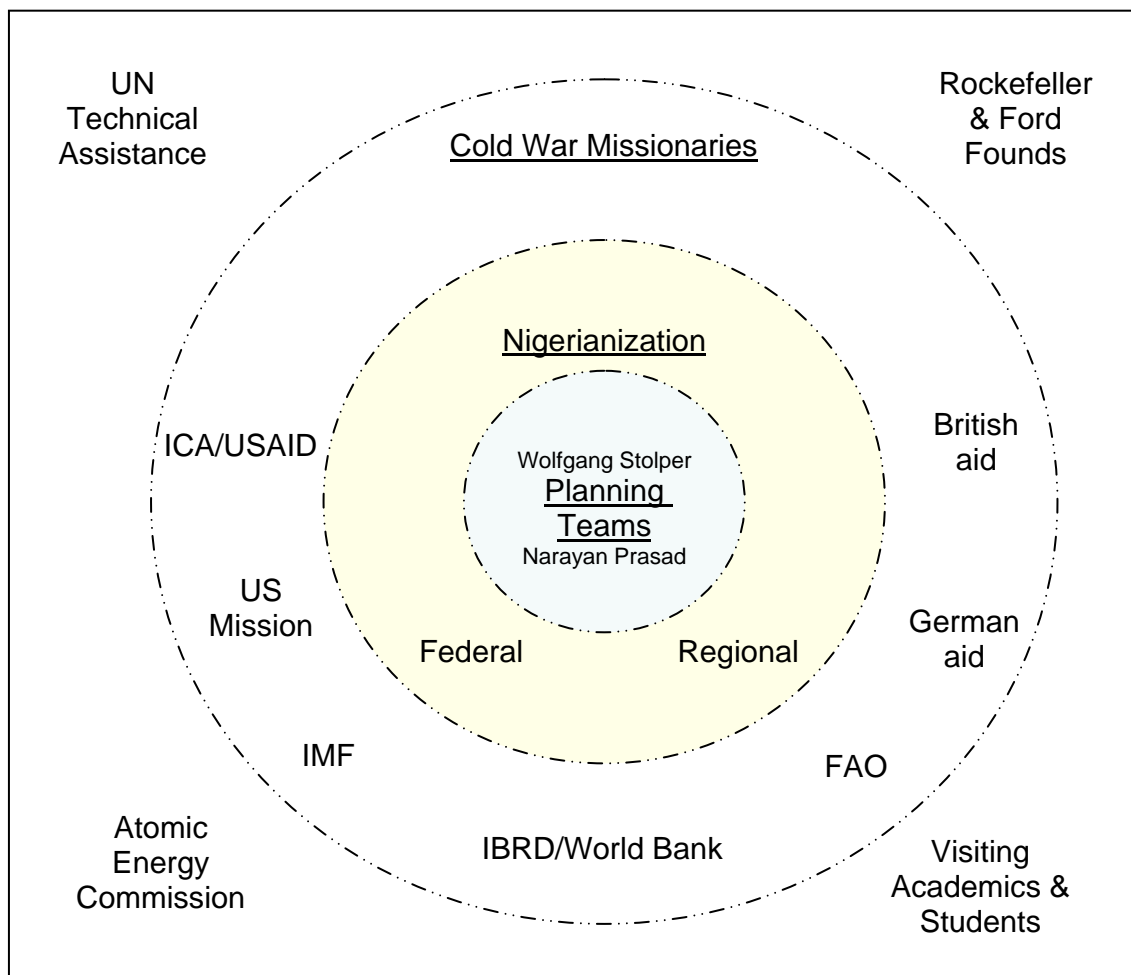 UN
Technical
Assistance
Rockefeller
& Ford
Founds
Cold War Missionaries
Nigerianization
ICA/USAID
British
aid
Wolfgang Stolper
Planning
Teams
Narayan Prasad
US
Mission
German
aid
Federal
Regional
IMF
FAO
Atomic
Energy
Commission
IBRD/World Bank
Visiting
Academics &
Students